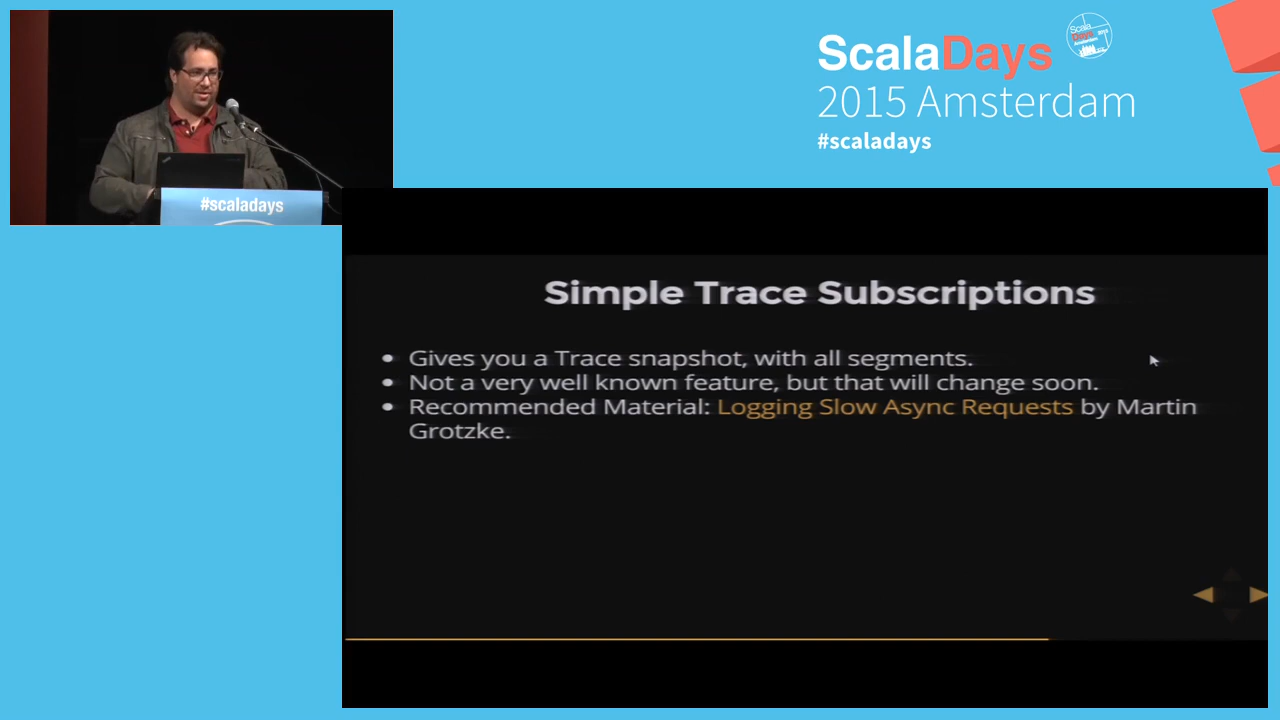 ScalaDays
2015 Amsterdam
#scaladays
#scaladays
Simple Trace Subscriptions
• Gives you a Trace snapshot, with all segments.
• Not a very well known feature, but that will change soon.
• Recommended Material: Logging Slow Async Requests by Martin
Grotzke.